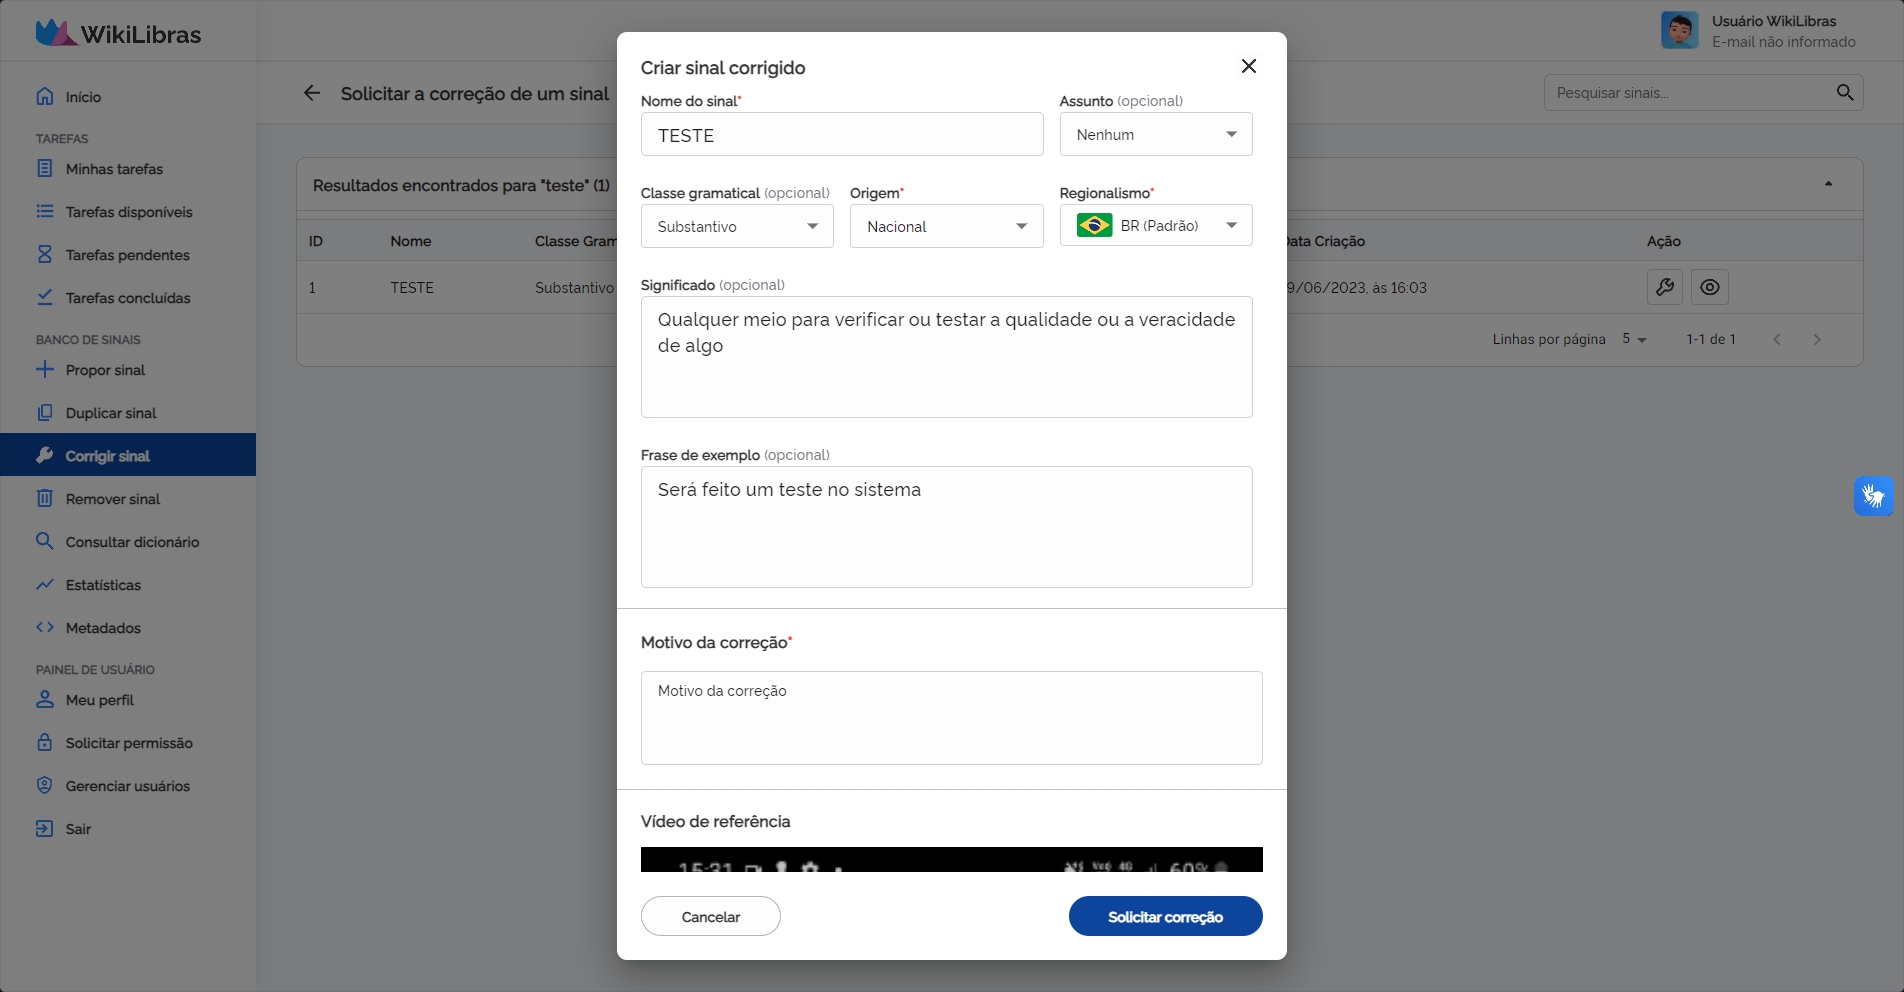 WikiLibras
Usuário WikiLibras
E-mail não informado
Início
TAREFAS
Minhas tarefas
Tarefas disponíveis
Tarefas pendentes
Tarefas concluídas
BANCO DE SINAIS
Propor sinal
Duplicar sinal
Corrigir sinal
Remover sinal
Consultar dicionário
Estatísticas
Metadados
PAINEL DE USUÁRIO
Meu perfil
Solicitar permissão
Gerenciar usuários
Sair
Solicitar a correção de um sinal
Pesquisar sinais...
Resultados encontrados para "teste" (1)
ID Nome Classe Gram Data Criação Ação
1 TESTE Substantivo 9/06/2023, às 16:03
Linhas por página 5 1-1 de 1
Criar sinal corrigido
Nome do sinal* Assunto (opcional)
TESTE Nenhum
Classe gramatical (opcional) Origem* Regionalismo*
Substantivo Nacional BR (Padrão)
Significado (opcional)
Qualquer meio para verificar ou testar a qualidade ou a veracidade
de algo
Frase de exemplo (opcional)
Será feito um teste no sistema
Motivo da correção*
Motivo da correção
Vídeo de referência
15:31 4G 60%
Cancelar Solicitar correção